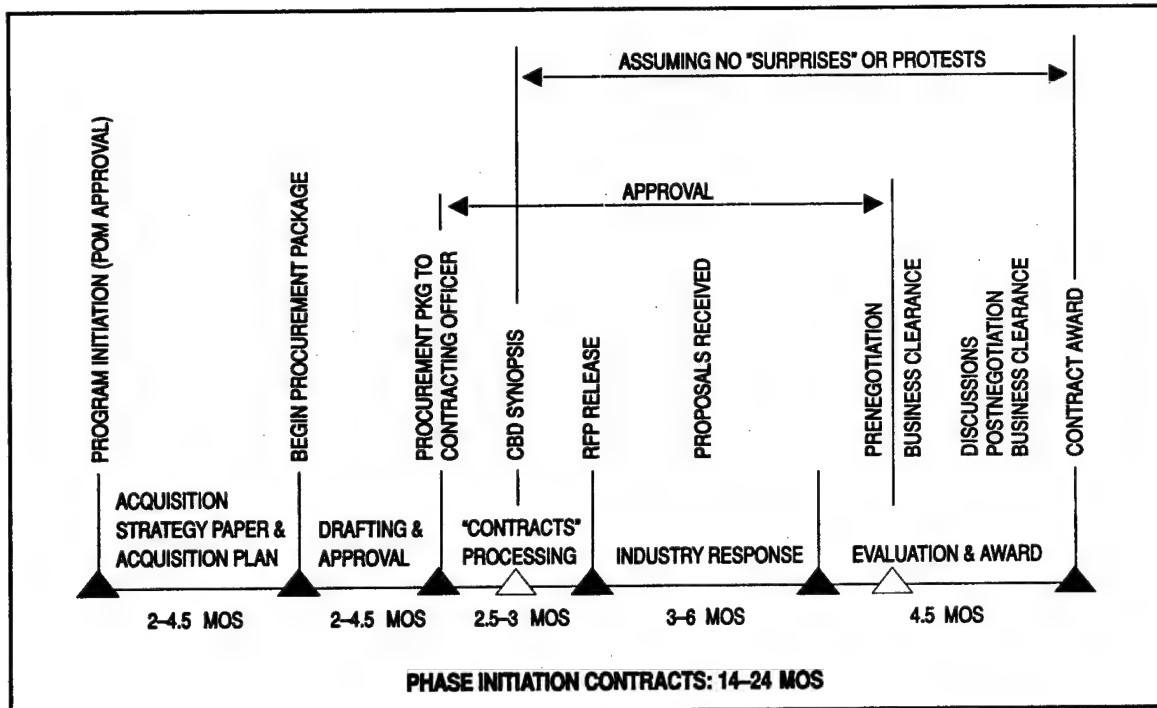 ASSUMING NO "SURPRISES" OR PROTESTS
APPROVAL
PROGRAM INITIATION (POM APPROVAL)
BEGIN PROCUREMENT PACKAGE
PROCUREMENT PKG TO
CONTRACTING OFFICER
CBD SYNOPSIS
RFP RELEASE
PROPOSALS RECEIVED
PRENEGOTIATION
BUSINESS CLEARANCE
DISCUSSIONS
POSTNEGOTIATION
BUSINESS CLEARANCE
CONTRACT AWARD
ACQUISITION
STRATEGY PAPER &
ACQUISITION PLAN
DRAFTING &
APPROVAL
"CONTRACTS"
PROCESSING
INDUSTRY RESPONSE
EVALUATION & AWARD
2–4.5 MOS
2–4.5 MOS
2.5–3 MOS
3–6 MOS
4.5 MOS
PHASE INITIATION CONTRACTS: 14–24 MOS